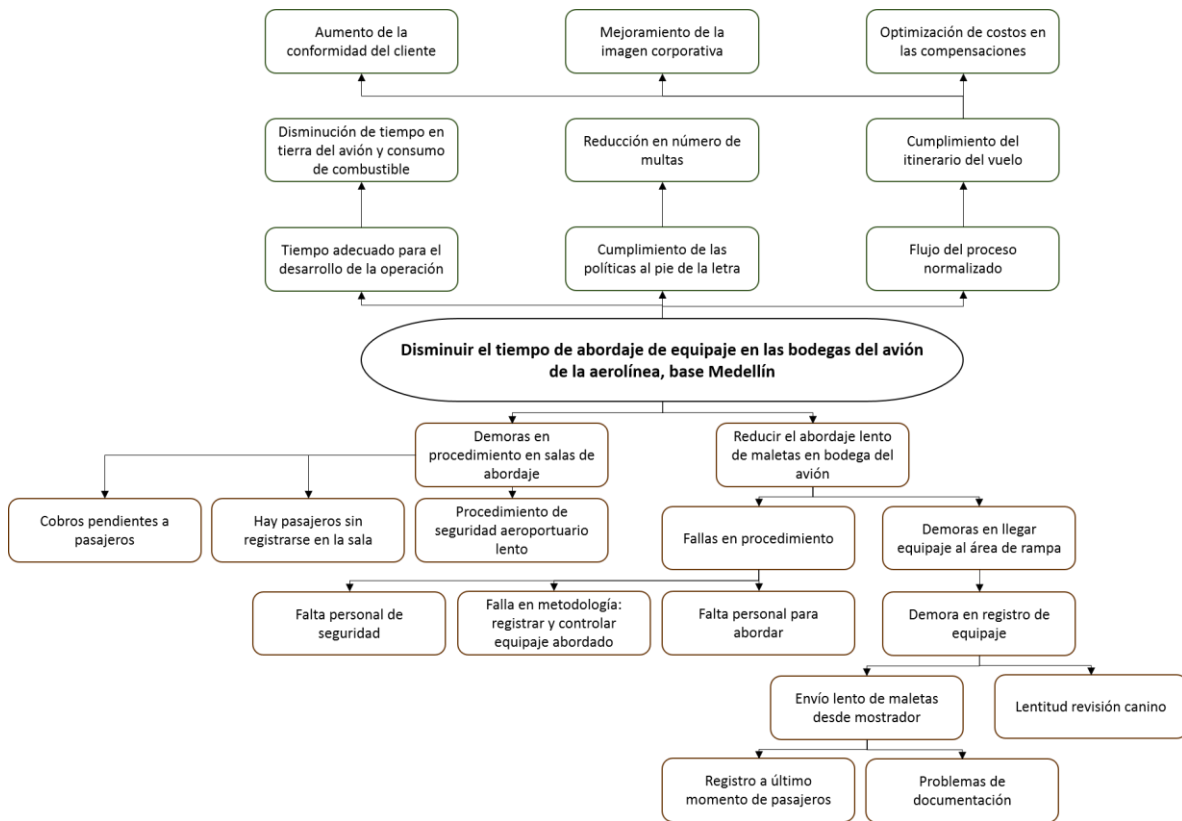 Aumento de la
conformidad del cliente
Mejoramiento de la
imagen corporativa
Optimización de costos en
las compensaciones
Disminución de tiempo en
tierra del avión y consumo
de combustible
Reducción en número de
multas
Cumplimiento del
itinerario del vuelo
Tiempo adecuado para el
desarrollo de la operación
Cumplimiento de las
políticas al pie de la letra
Flujo del proceso
normalizado
Disminuir el tiempo de abordaje de equipaje en las bodegas del avión
de la aerolínea, base Medellín
Demoras en
procedimiento en salas de
abordaje
Reducir el abordaje lento
de maletas en bodega del
avión
Cobros pendientes a
pasajeros
Hay pasajeros sin
registrarse en la sala
Procedimiento de
seguridad aeroportuario
lento
Fallas en procedimiento
Demoras en llegar
equipaje al área de rampa
Falta personal de
seguridad
Falla en metodología:
registrar y controlar
equipaje abordado
Falta personal para
abordar
Demora en registro de
equipaje
Envío lento de maletas
desde mostrador
Lentitud revisión canino
Registro a último
momento de pasajeros
Problemas de
documentación